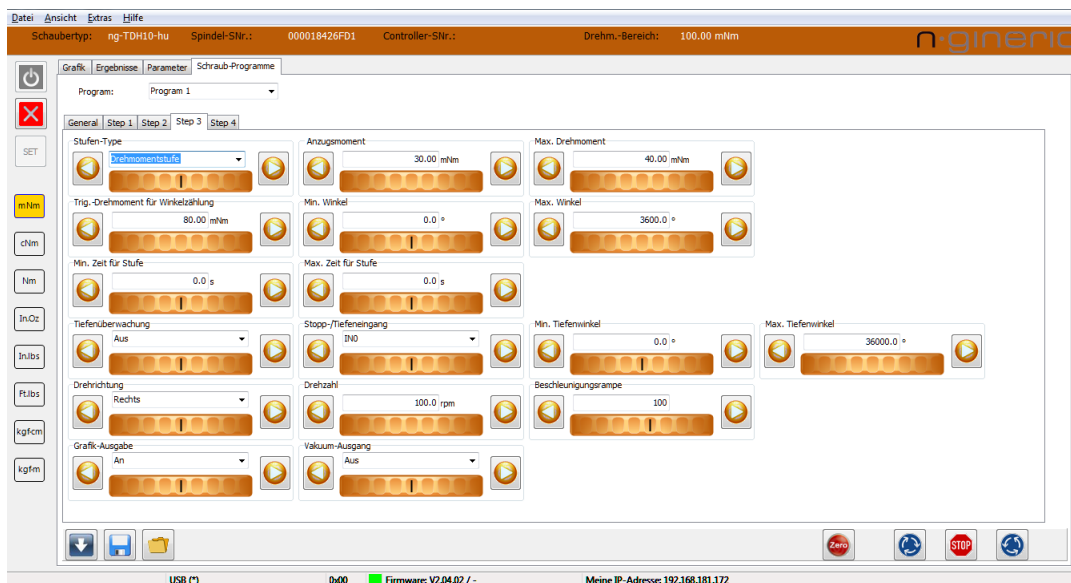 Datei Ansicht Extras Hilfe
Schaubertyp: ng-TDH10-hu Spindel-SNr.: 000018426FD1 Controller-SNr.: Drehm.-Bereich: 100.00 mNm n-gineric
Grafik Ergebnisse Parameter Schraub-Programme
Program: Program 1
General Step 1 Step 2 Step 3 Step 4
SET
mNm
cNm
Nm
In.Oz
In.lbs
Ft.lbs
kgfcm
kgfm
Stufen-Type Anzugsmoment Max. Drehmoment
Drehmomentstufe 30.00 mNm 40.00 mNm
Trig.-Drehmoment für Winkelzählung Min. Winkel Max. Winkel
80.00 mNm 0.0 ° 3600.0 °
Min. Zeit für Stufe Max. Zeit für Stufe
0.0 s 0.0 s
Tiefenüberwachung Stopp-/Tiefeneingang Min. Tiefenwinkel Max. Tiefenwinkel
Aus IN0 0.0 ° 36000.0 °
Drehrichtung Drehzahl Beschleunigungsrampe
Rechts 100.0 rpm 100
Grafik-Ausgabe Vakuum-Ausgang
An Aus
Zero STOP
USB (*) 0x00 Firmware: V2.04.02 / - Meine IP-Adresse: 192.168.181.172